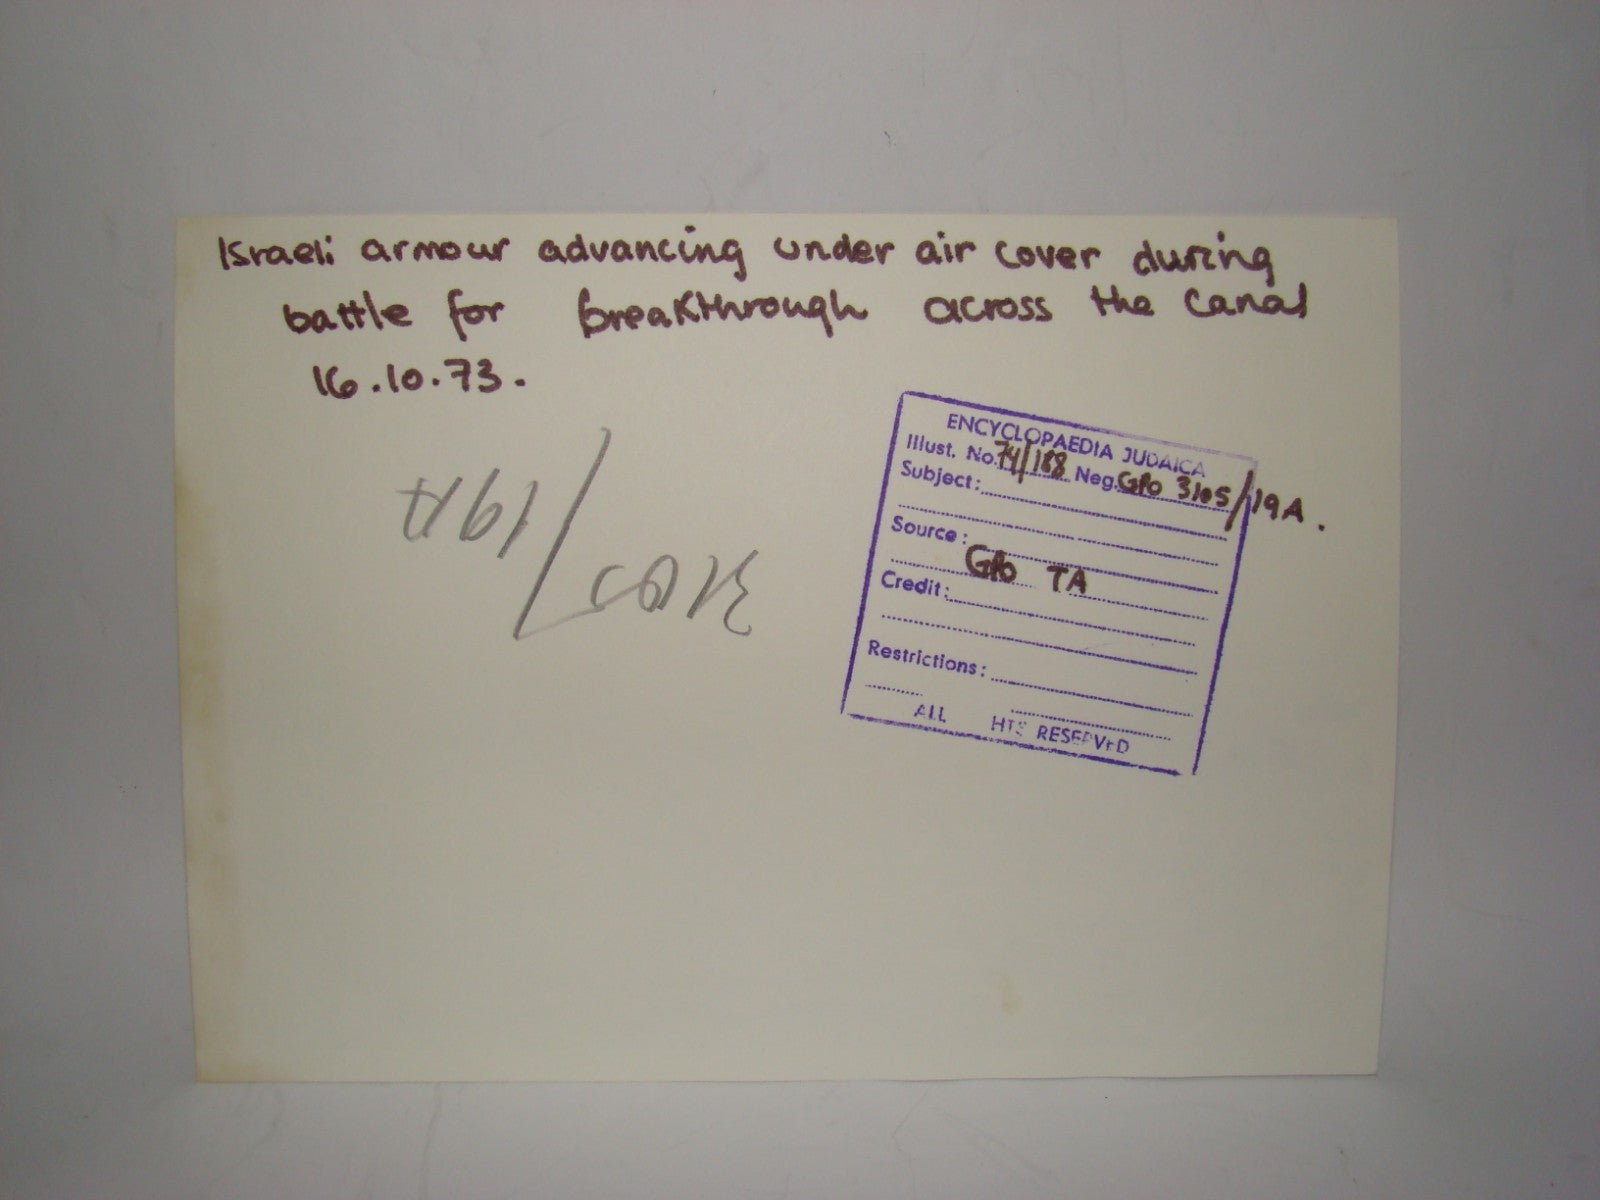 Israeli armour advancing under air cover during
battle for breakthrough across the Canal
16.10.73.
3105/19A
ENCYCLOPAEDIA JUDAICA
Illust. No. 74/188 Neg. GPO 3105/19A.
Subject:
Source:
GPO TA
Credit:
Restrictions:
ALL HTS RESERVED